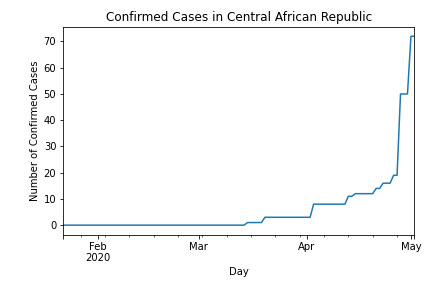 Confirmed Cases in Central African Republic
Number of Confirmed Cases
70
60
50
40
30
20
10
0
Feb
2020
Mar
Apr
May
Day